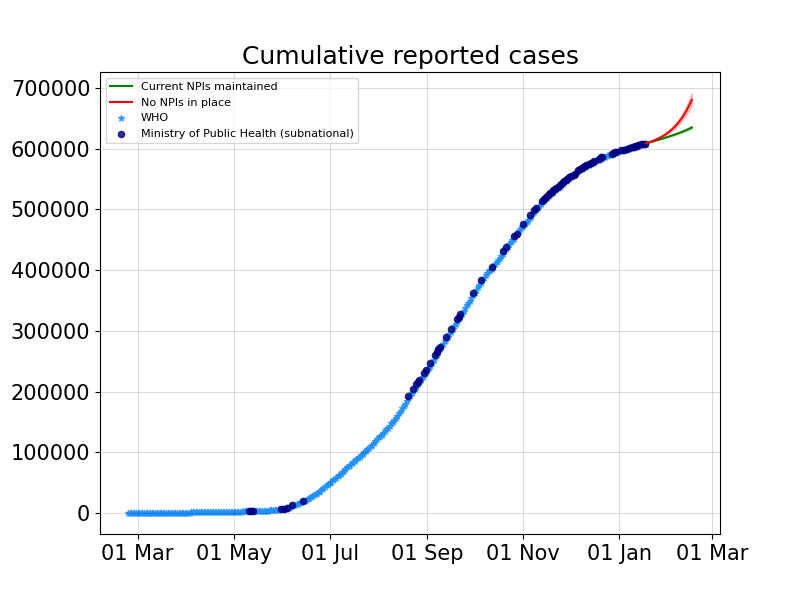 Cumulative reported cases
Current NPIs maintained
No NPIs in place
WHO
Ministry of Public Health (subnational)
700000
600000
500000
400000
300000
200000
100000
0
01 Mar 01 May 01 Jul 01 Sep 01 Nov 01 Jan 01 Mar